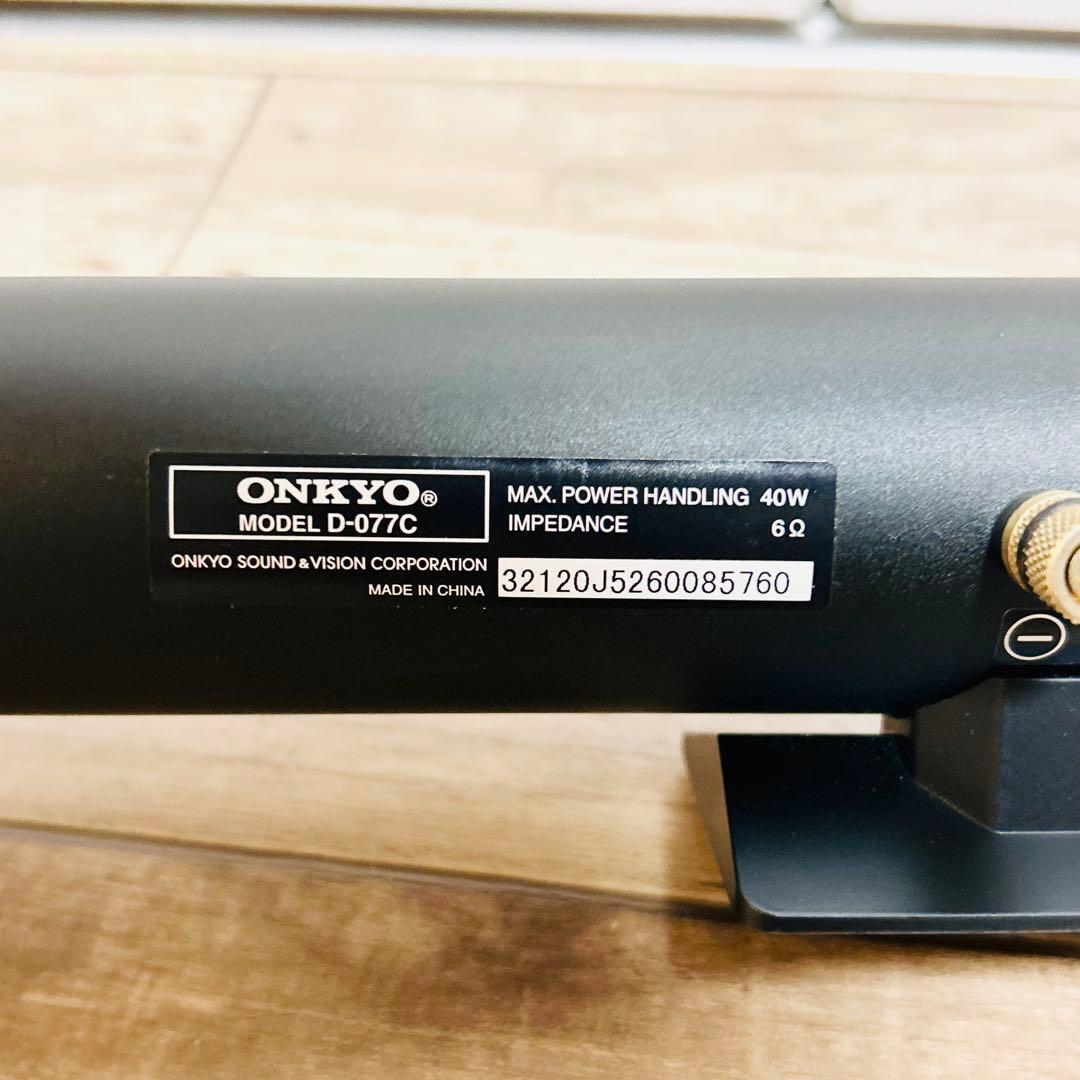 ONKYO®
MODEL D-077C
MAX. POWER HANDLING 40W
IMPEDANCE 6Ω
ONKYO SOUND & VISION CORPORATION
MADE IN CHINA
32120J5260085760